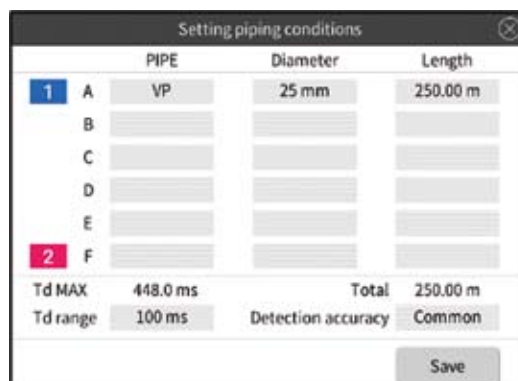 Setting piping conditions
PIPE Diameter Length
1 A VP 25 mm 250.00 m
B
C
D
E
2 F
Td MAX 448.0 ms Total 250.00 m
Td range 100 ms Detection accuracy Common
Save